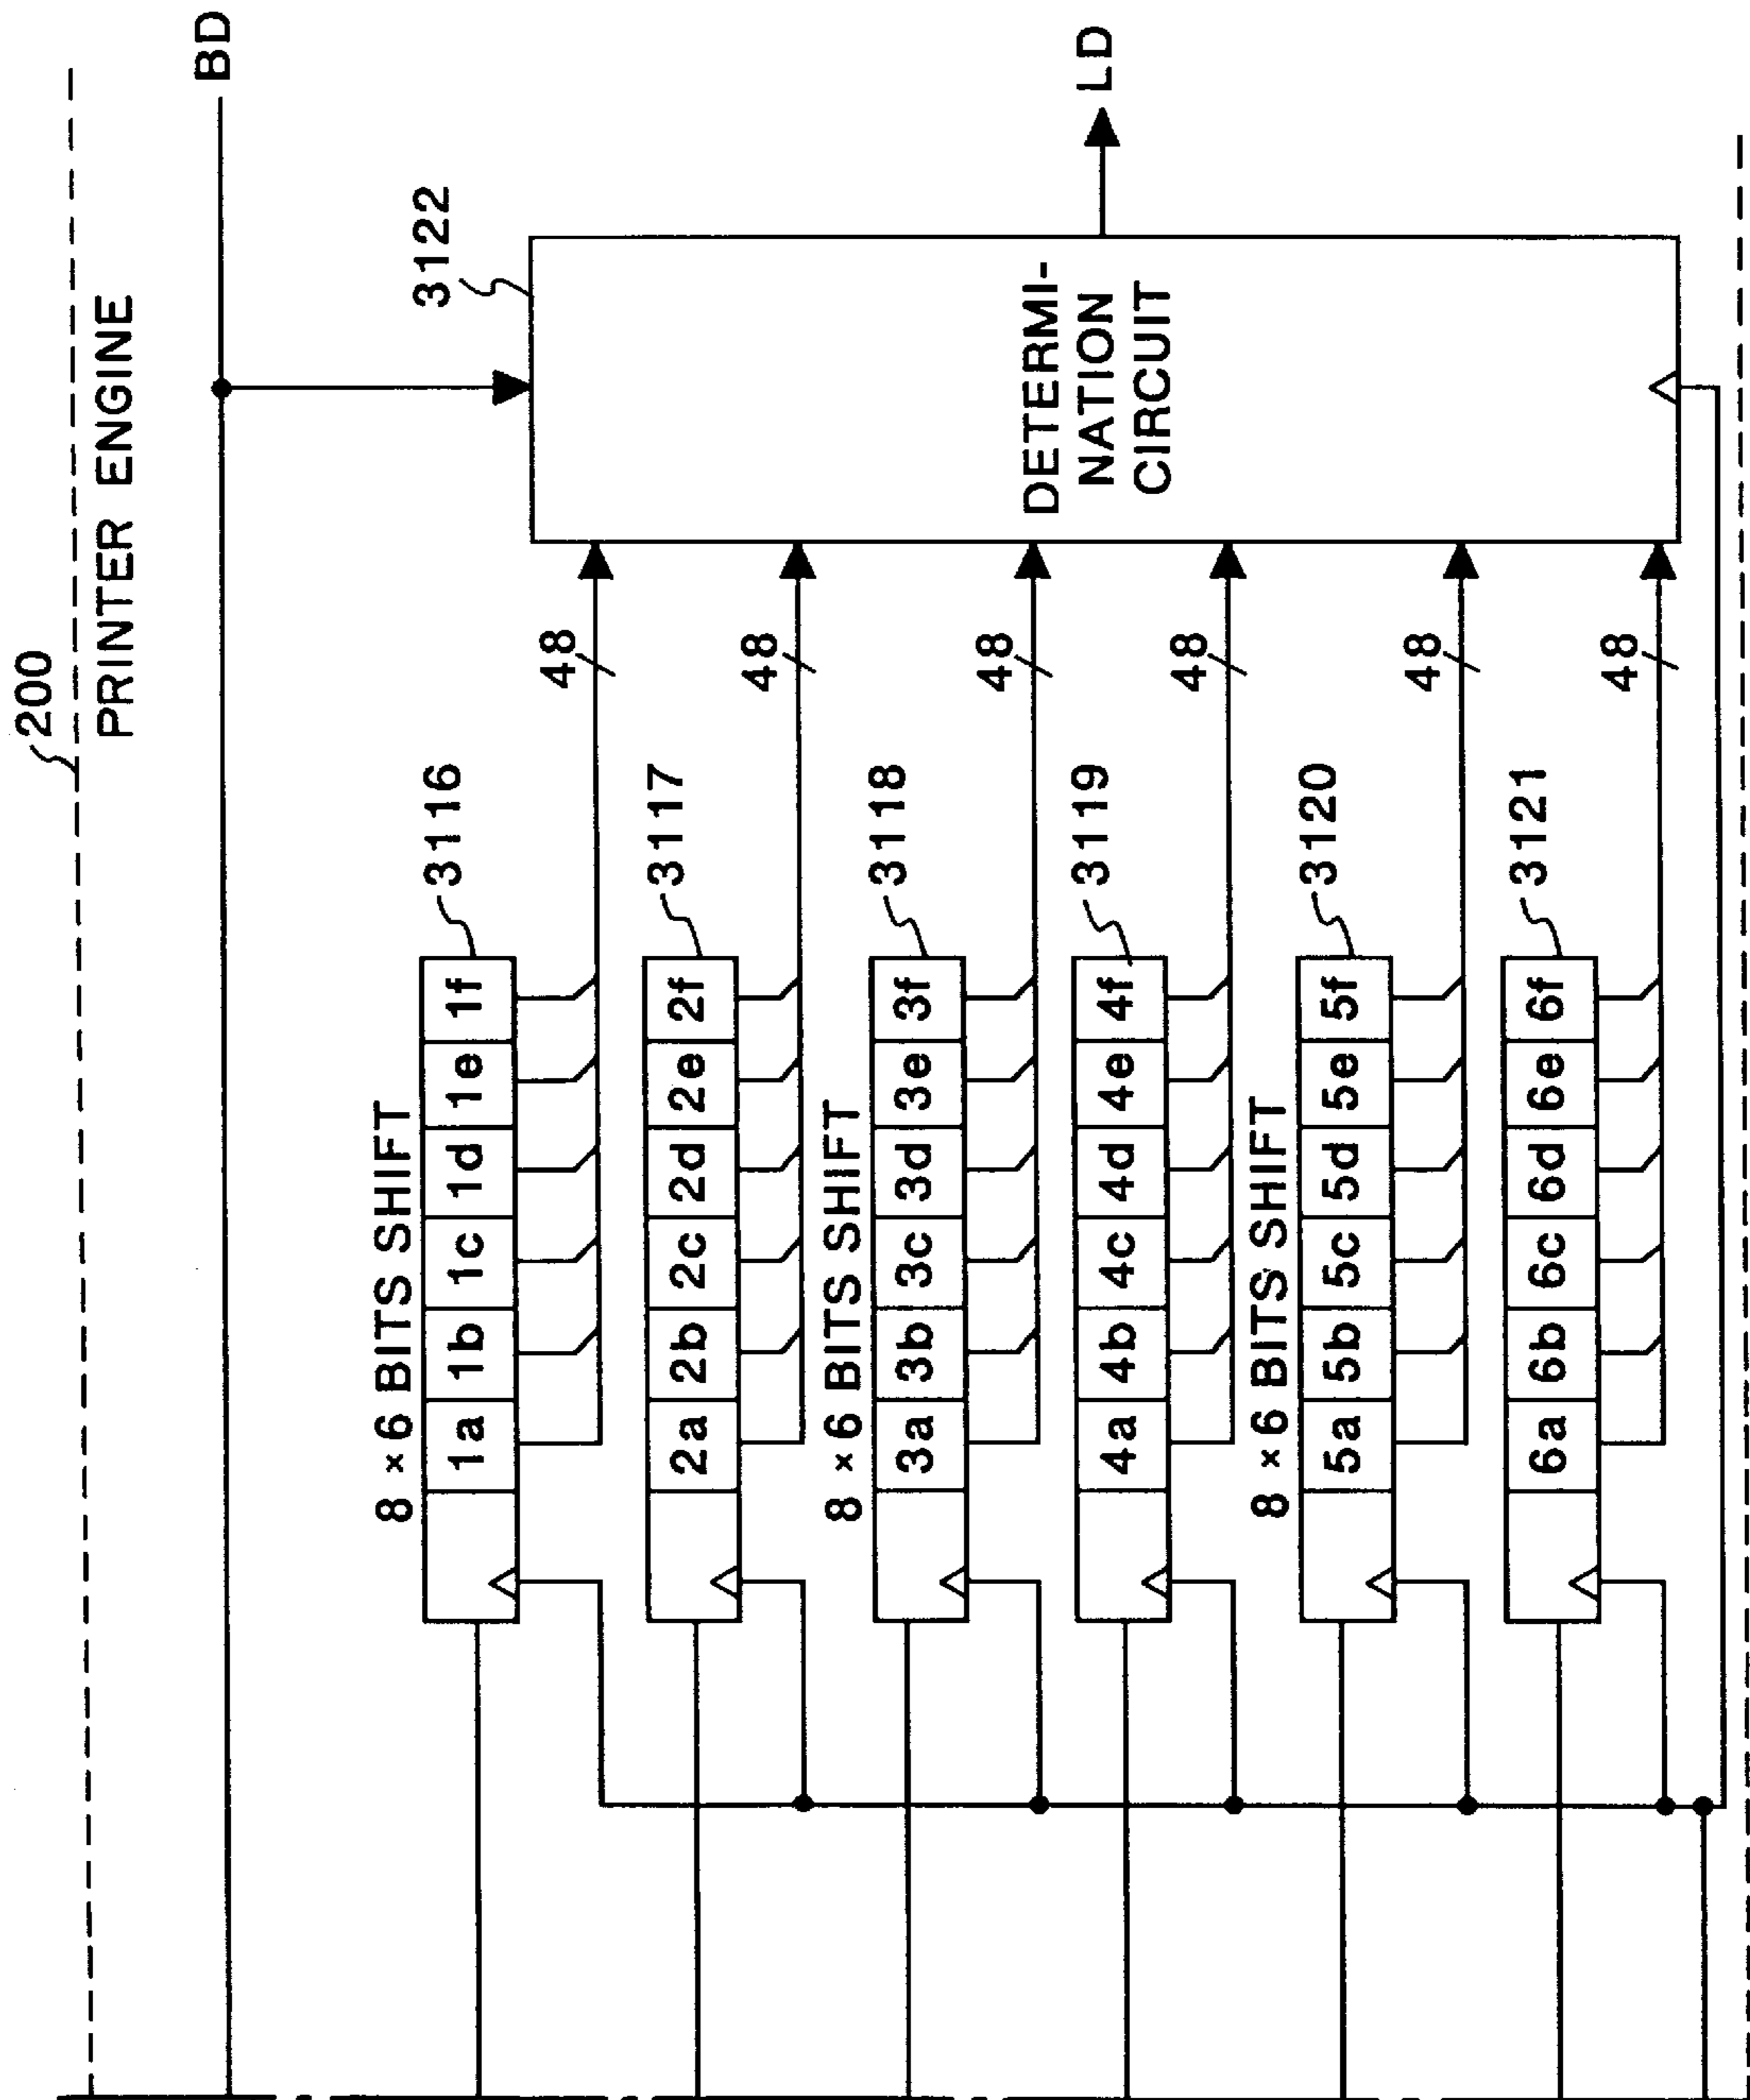 200
PRINTER ENGINE
BD
8 × 6 BITS SHIFT
1a 1b 1c 1d 1e 1f
3116
48
2a 2b 2c 2d 2e 2f
3117
48
8 × 6 BITS SHIFT
3a 3b 3c 3d 3e 3f
3118
48
4a 4b 4c 4d 4e 4f
3119
48
8 × 6 BITS SHIFT
5a 5b 5c 5d 5e 5f
3120
48
6a 6b 6c 6d 6e 6f
3121
48
3122
DETERMI-
NATION
CIRCUIT
LD